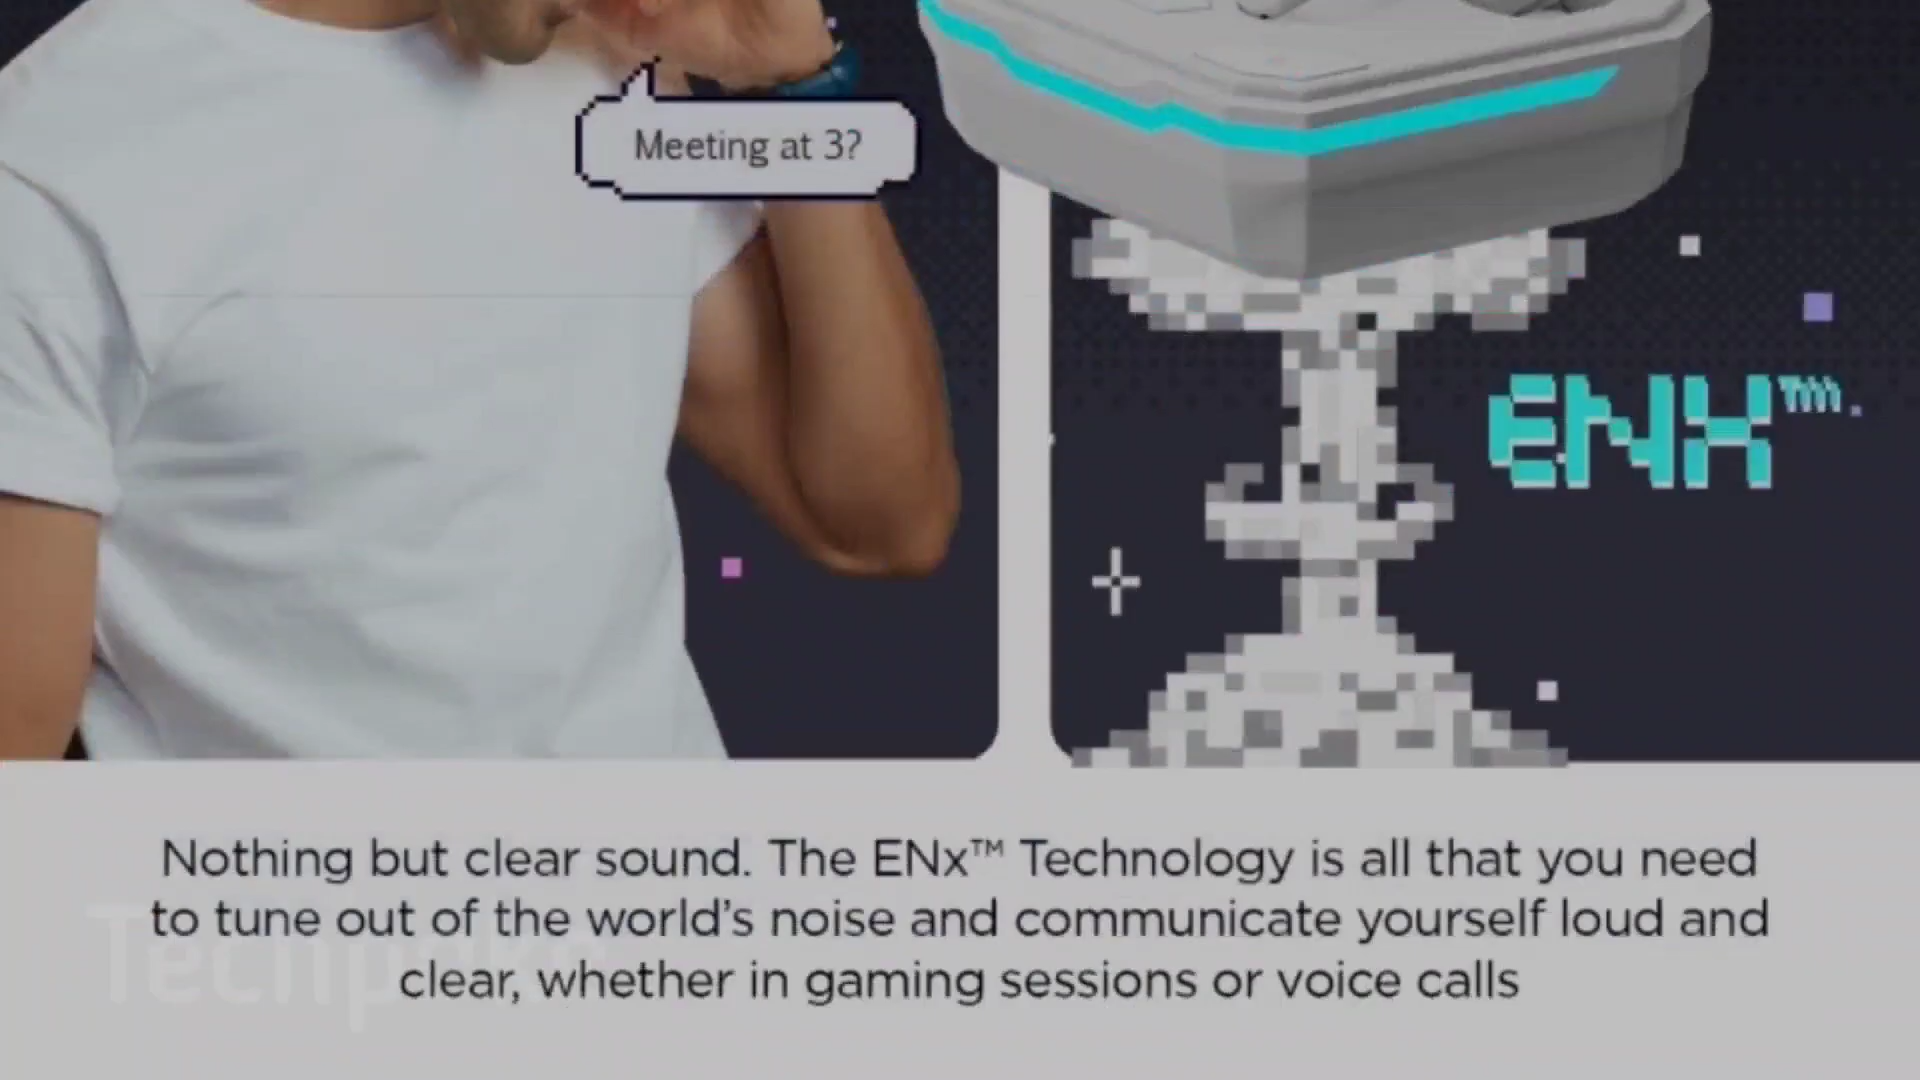 Meeting at 3?
ENX™
Nothing but clear sound. The ENx™ Technology is all that you need
to tune out of the world's noise and communicate yourself loud and
clear, whether in gaming sessions or voice calls